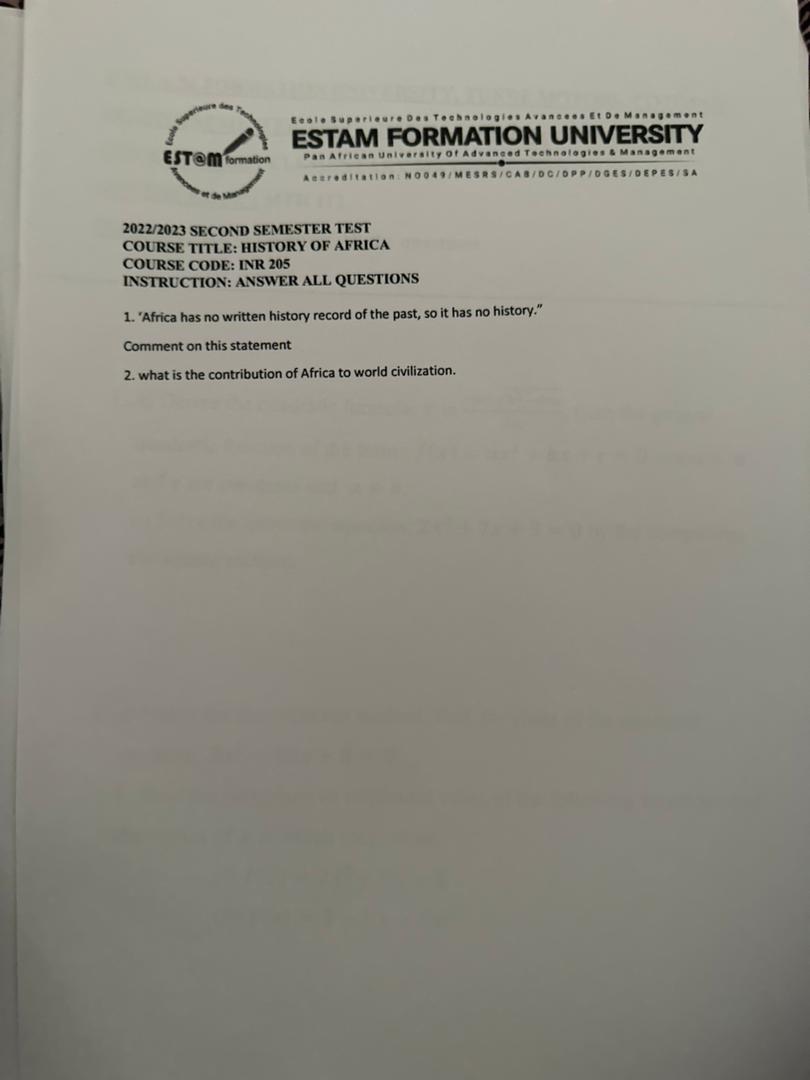 Ecole Superieure des Tech
EST@M formation
et de Man
Ecole Superieure Des Technologies Avancees Et De Management
ESTAM FORMATION UNIVERSITY
Pan African University Of Advanced Technologies & Management
Accreditation: N0049/MESRS/CAB/DC/DPP/DGES/DEPES/SA
2022/2023 SECOND SEMESTER TEST
COURSE TITLE: HISTORY OF AFRICA
COURSE CODE: INR 205
INSTRUCTION: ANSWER ALL QUESTIONS
1. ‘Africa has no written history record of the past, so it has no history.”
Comment on this statement
2. what is the contribution of Africa to world civilization.